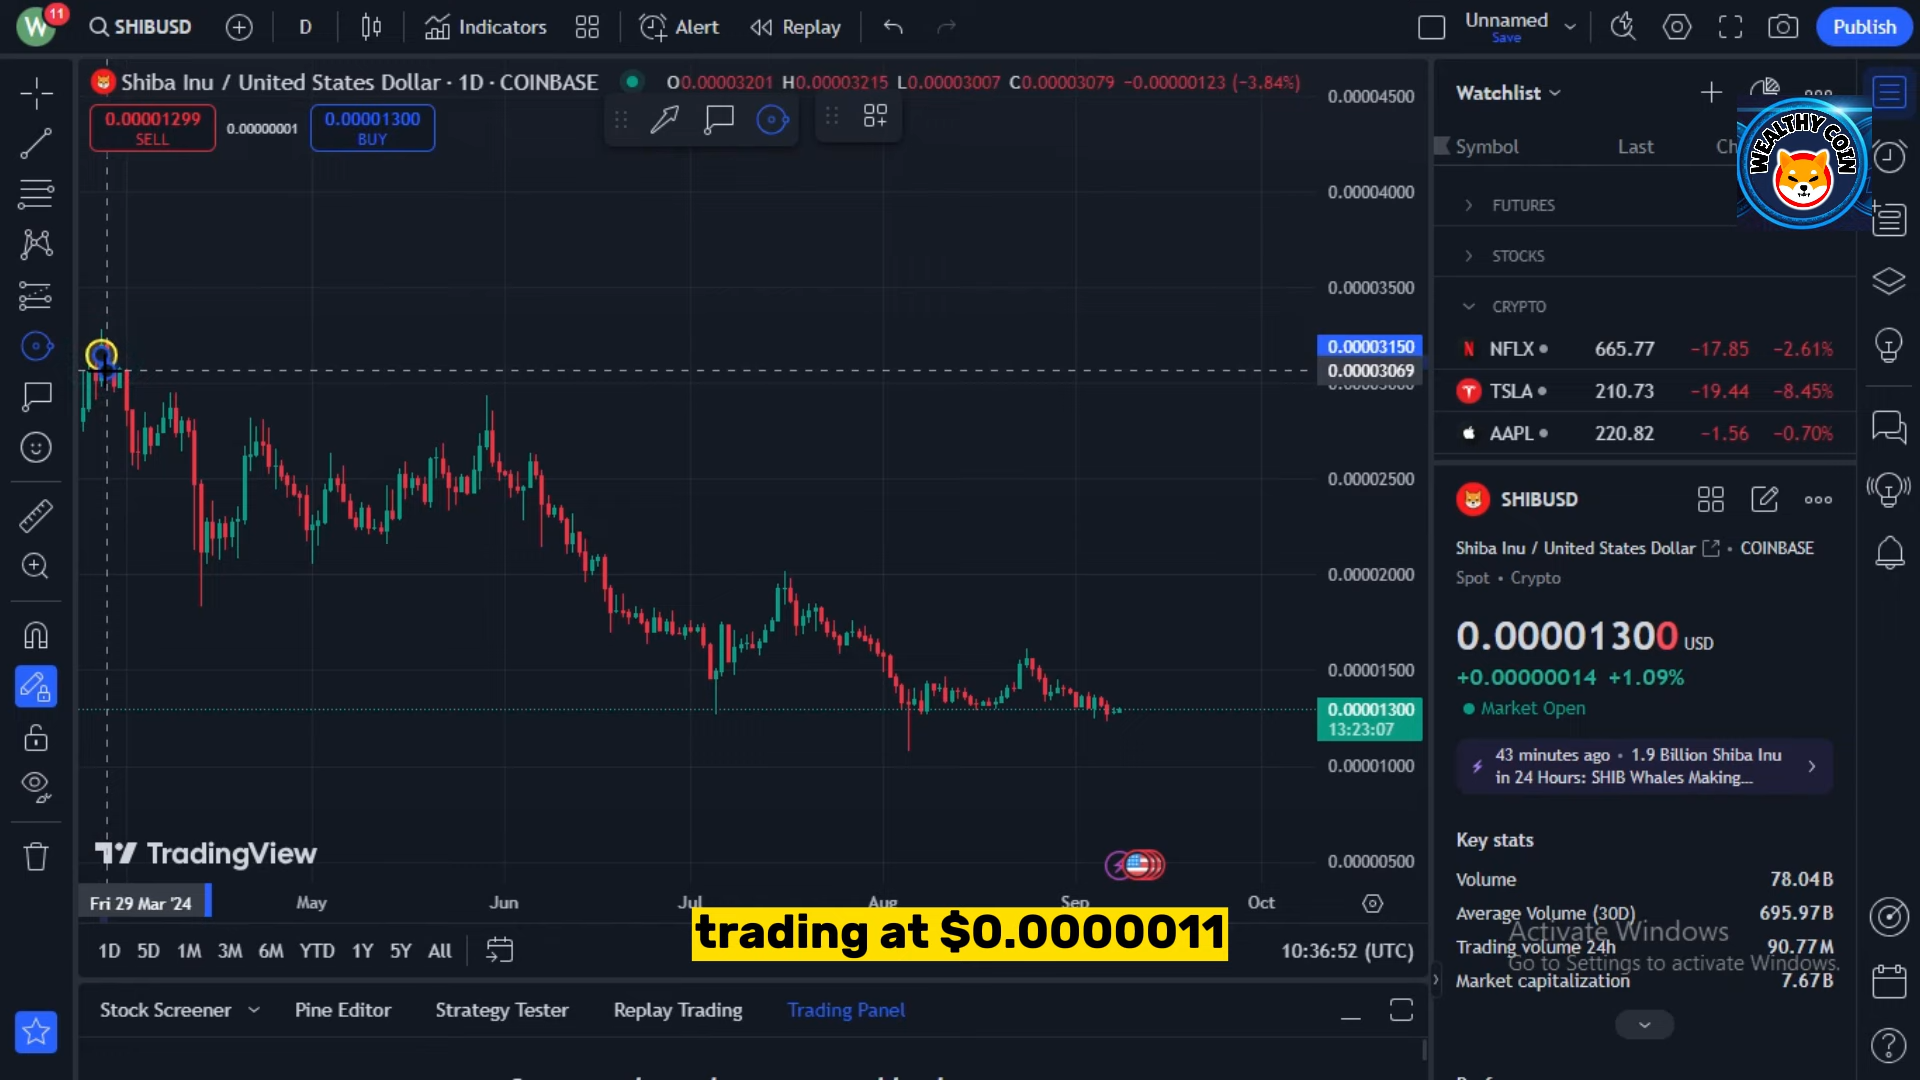 W
11
SHIBUSD
D
Indicators
Alert
Replay
Unnamed
Save
Publish
Shiba Inu / United States Dollar · 1D · COINBASE
O0.00003201 H0.00003215 L0.00003007 C0.00003079 −0.00000123 (−3.84%)
0.00001299
SELL
0.00000001
0.00001300
BUY
0.00004500
0.00004000
0.00003500
0.00003150
0.00003069
0.00003000
0.00002500
0.00002000
0.00001500
0.00001300
13:23:07
0.00001000
0.00000500
TradingView
Fri 29 Mar '24
May
Jun
Jul
Aug
Sep
Oct
trading at $0.0000011
1D 5D 1M 3M 6M YTD 1Y 5Y All
10:36:52 (UTC)
Stock Screener
Pine Editor
Strategy Tester
Replay Trading
Trading Panel
Watchlist
WEALTHY COIN
Symbol Last Ch
FUTURES
STOCKS
CRYPTO
NFLX 665.77 −17.85 −2.61%
TSLA 210.73 −19.44 −8.45%
AAPL 220.82 −1.56 −0.70%
SHIBUSD
Shiba Inu / United States Dollar • COINBASE
Spot • Crypto
0.00001300 USD
+0.00000014 +1.09%
Market Open
43 minutes ago • 1.9 Billion Shiba Inu
in 24 Hours: SHIB Whales Making...
Key stats
Volume 78.04B
Average Volume (30D) 695.97B
Activate Windows
Trading volume 24h 90.77M
Go to Settings to activate Windows.
Market capitalization 7.67B